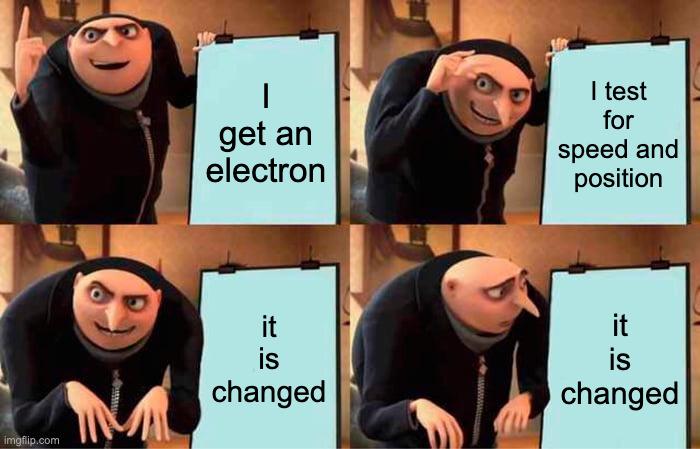 I
get an
electron
I test
for
speed and
position
it
is
changed
it
is
changed
imgflip.com